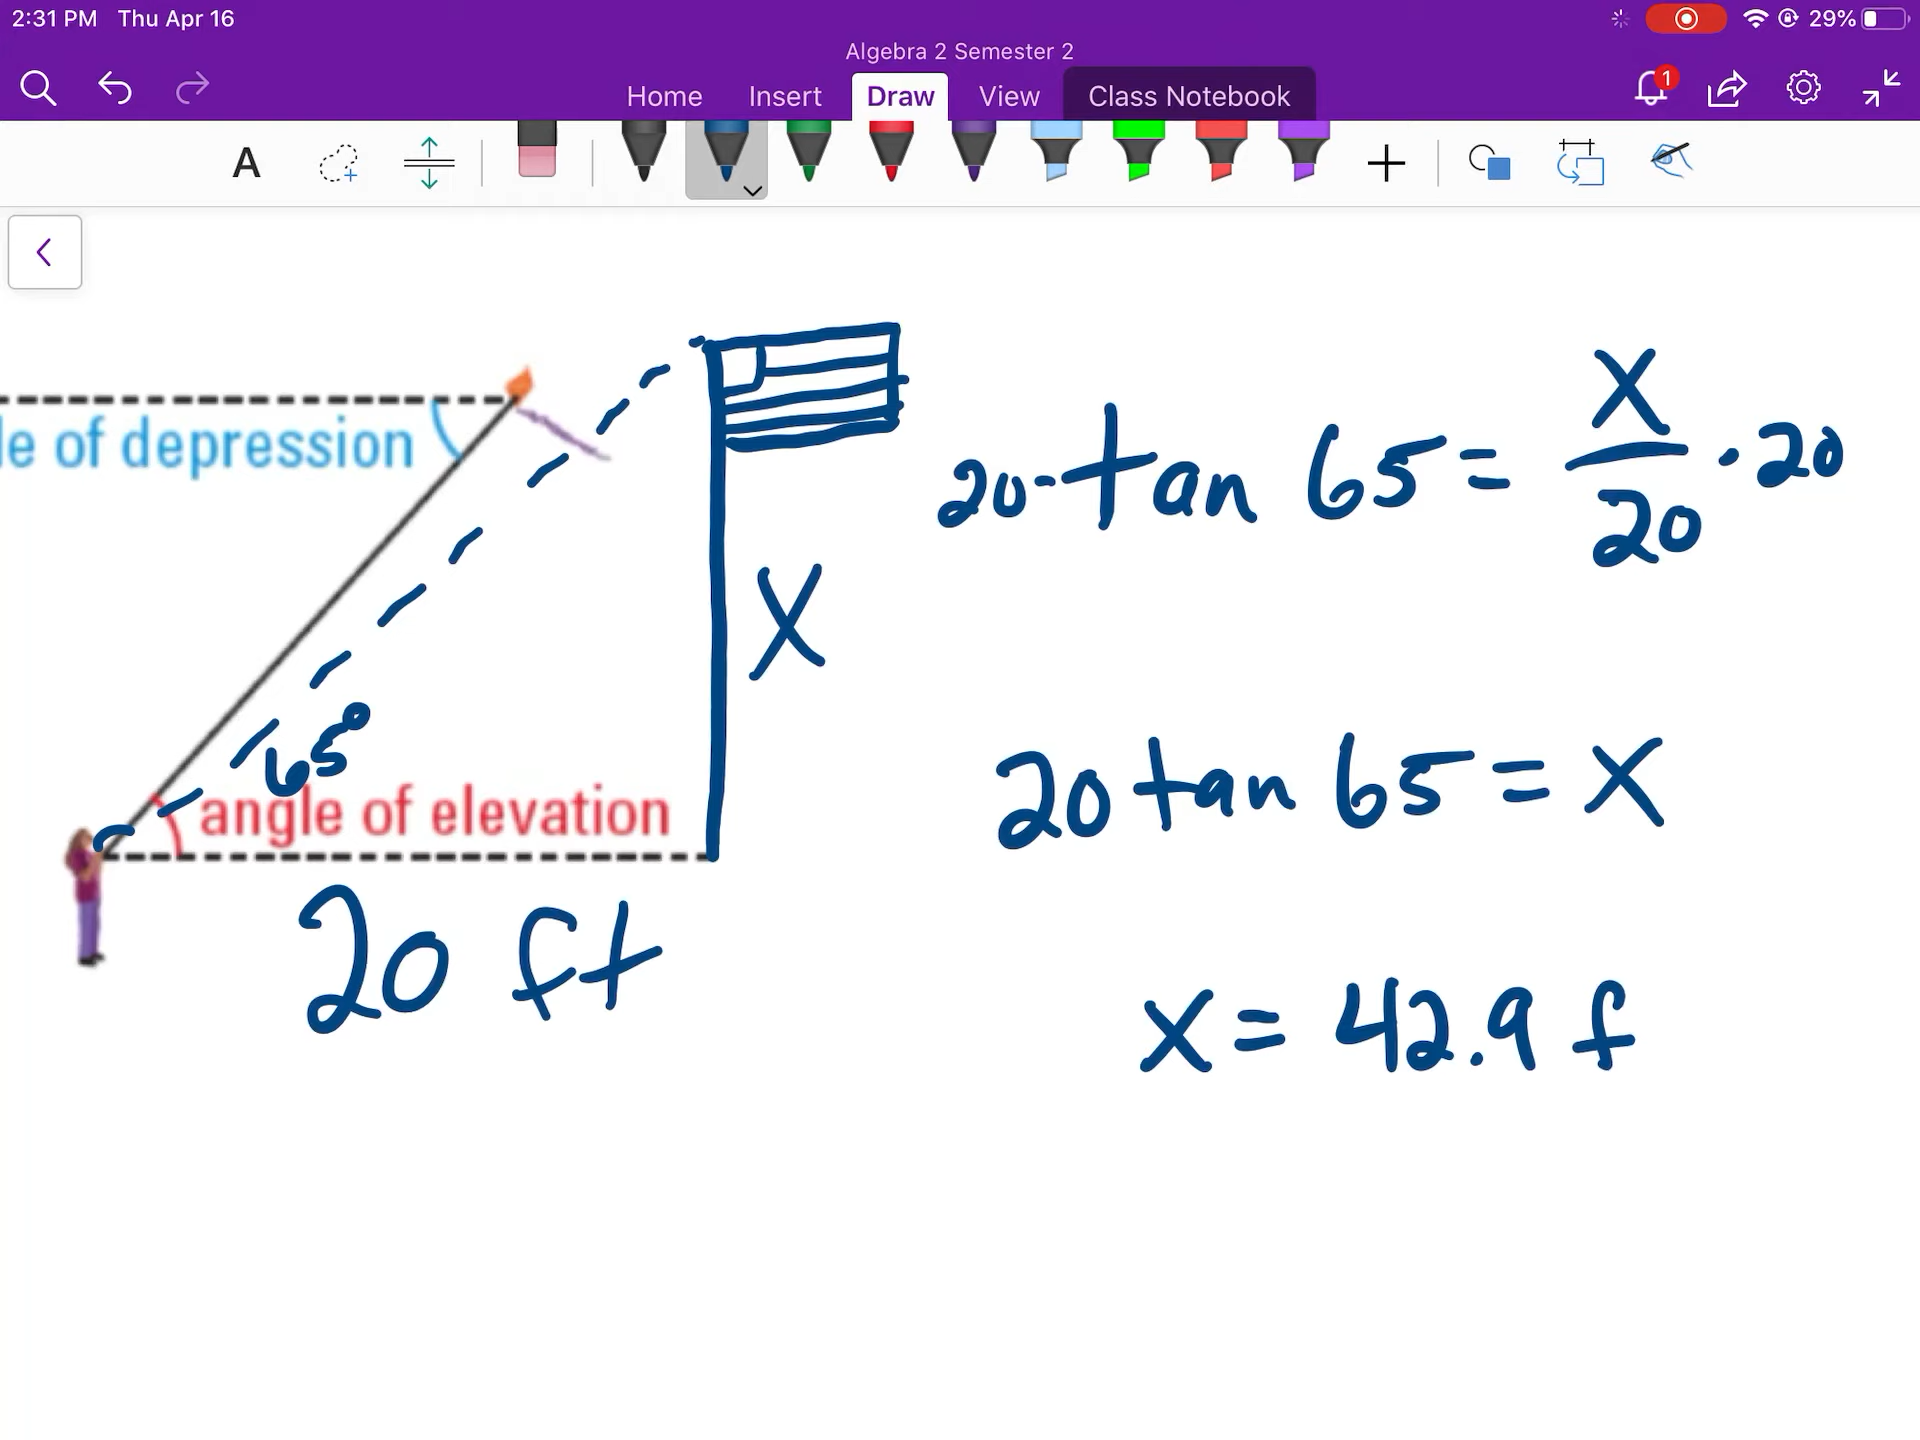 2:31 PM Thu Apr 16
29%
Algebra 2 Semester 2
Home Insert Draw View Class Notebook
1
A
le of depression
65°
angle of elevation
20 ft
X
20·tan 65 = X/20 · 20
20 tan 65 = X
x = 42.9 f